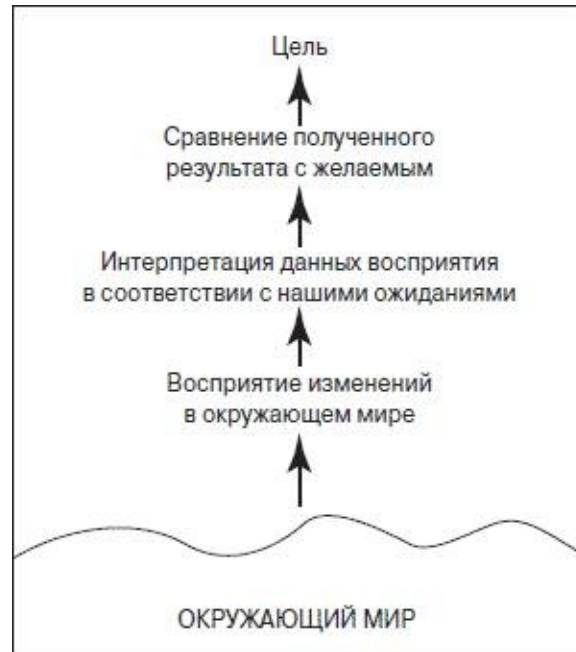 Цель
Сравнение полученного
результата с желаемым
Интерпретация данных восприятия
в соответствии с нашими ожиданиями
Восприятие изменений
в окружающем мире
ОКРУЖАЮЩИЙ МИР